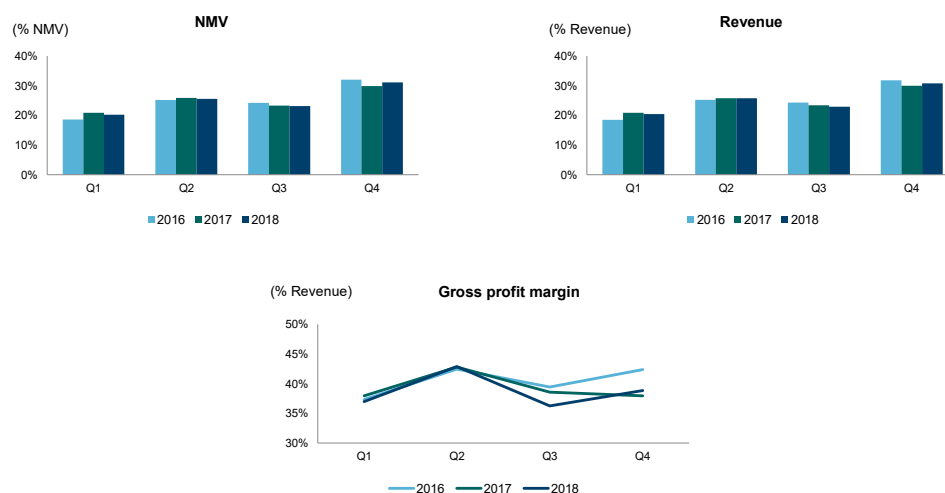 NMV
(% NMV)
40%
30%
20%
10%
0%
Q1 Q2 Q3 Q4
2016 2017 2018
Revenue
(% Revenue)
40%
30%
20%
10%
0%
Q1 Q2 Q3 Q4
2016 2017 2018
(% Revenue) Gross profit margin
50%
45%
40%
35%
30%
Q1 Q2 Q3 Q4
2016 2017 2018